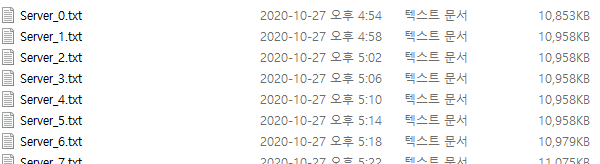 Server_0.txt 2020-10-27 오후 4:54 텍스트 문서 10,853KB
Server_1.txt 2020-10-27 오후 4:58 텍스트 문서 10,958KB
Server_2.txt 2020-10-27 오후 5:02 텍스트 문서 10,958KB
Server_3.txt 2020-10-27 오후 5:06 텍스트 문서 10,958KB
Server_4.txt 2020-10-27 오후 5:10 텍스트 문서 10,958KB
Server_5.txt 2020-10-27 오후 5:14 텍스트 문서 10,958KB
Server_6.txt 2020-10-27 오후 5:18 텍스트 문서 10,979KB
Server_7.txt 2020-10-27 오후 5:22 텍스트 문서 11,075KB